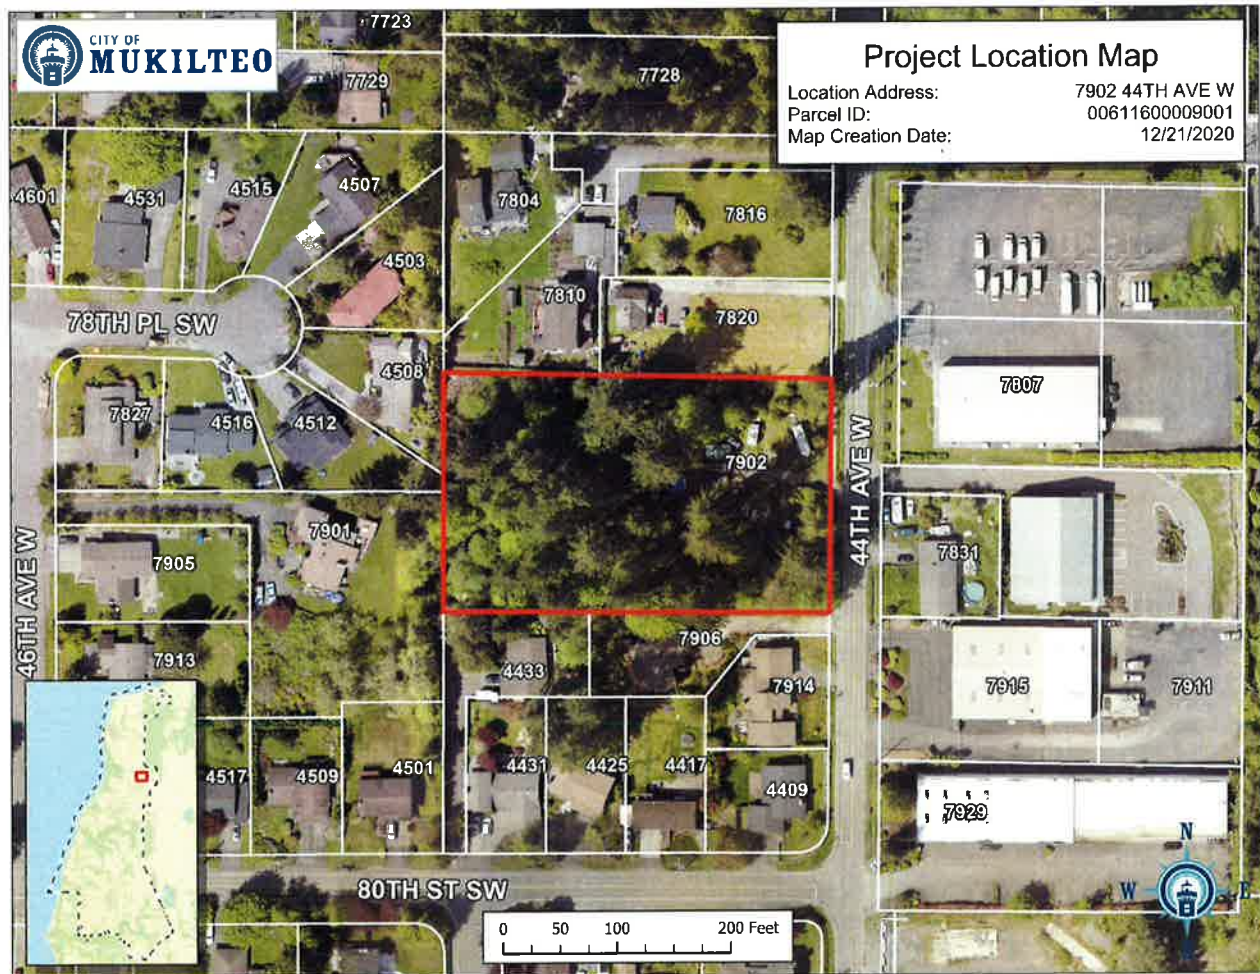 CITY OF
MUKILTEO
Project Location Map
Location Address: 7902 44TH AVE W
Parcel ID: 00611600009001
Map Creation Date: 12/21/2020
7723
7729
7728
4601
4531
4515
4507
7804
7816
4503
7810
7820
78TH PL SW
4508
7807
7827
4516
4512
7902
44TH AVE W
7901
7905
7831
46TH AVE W
7913
4433
7906
7914
7915
7911
4517
4509
4501
4431
4425
4417
4409
7929
80TH ST SW
N
W
E
0 50 100 200 Feet